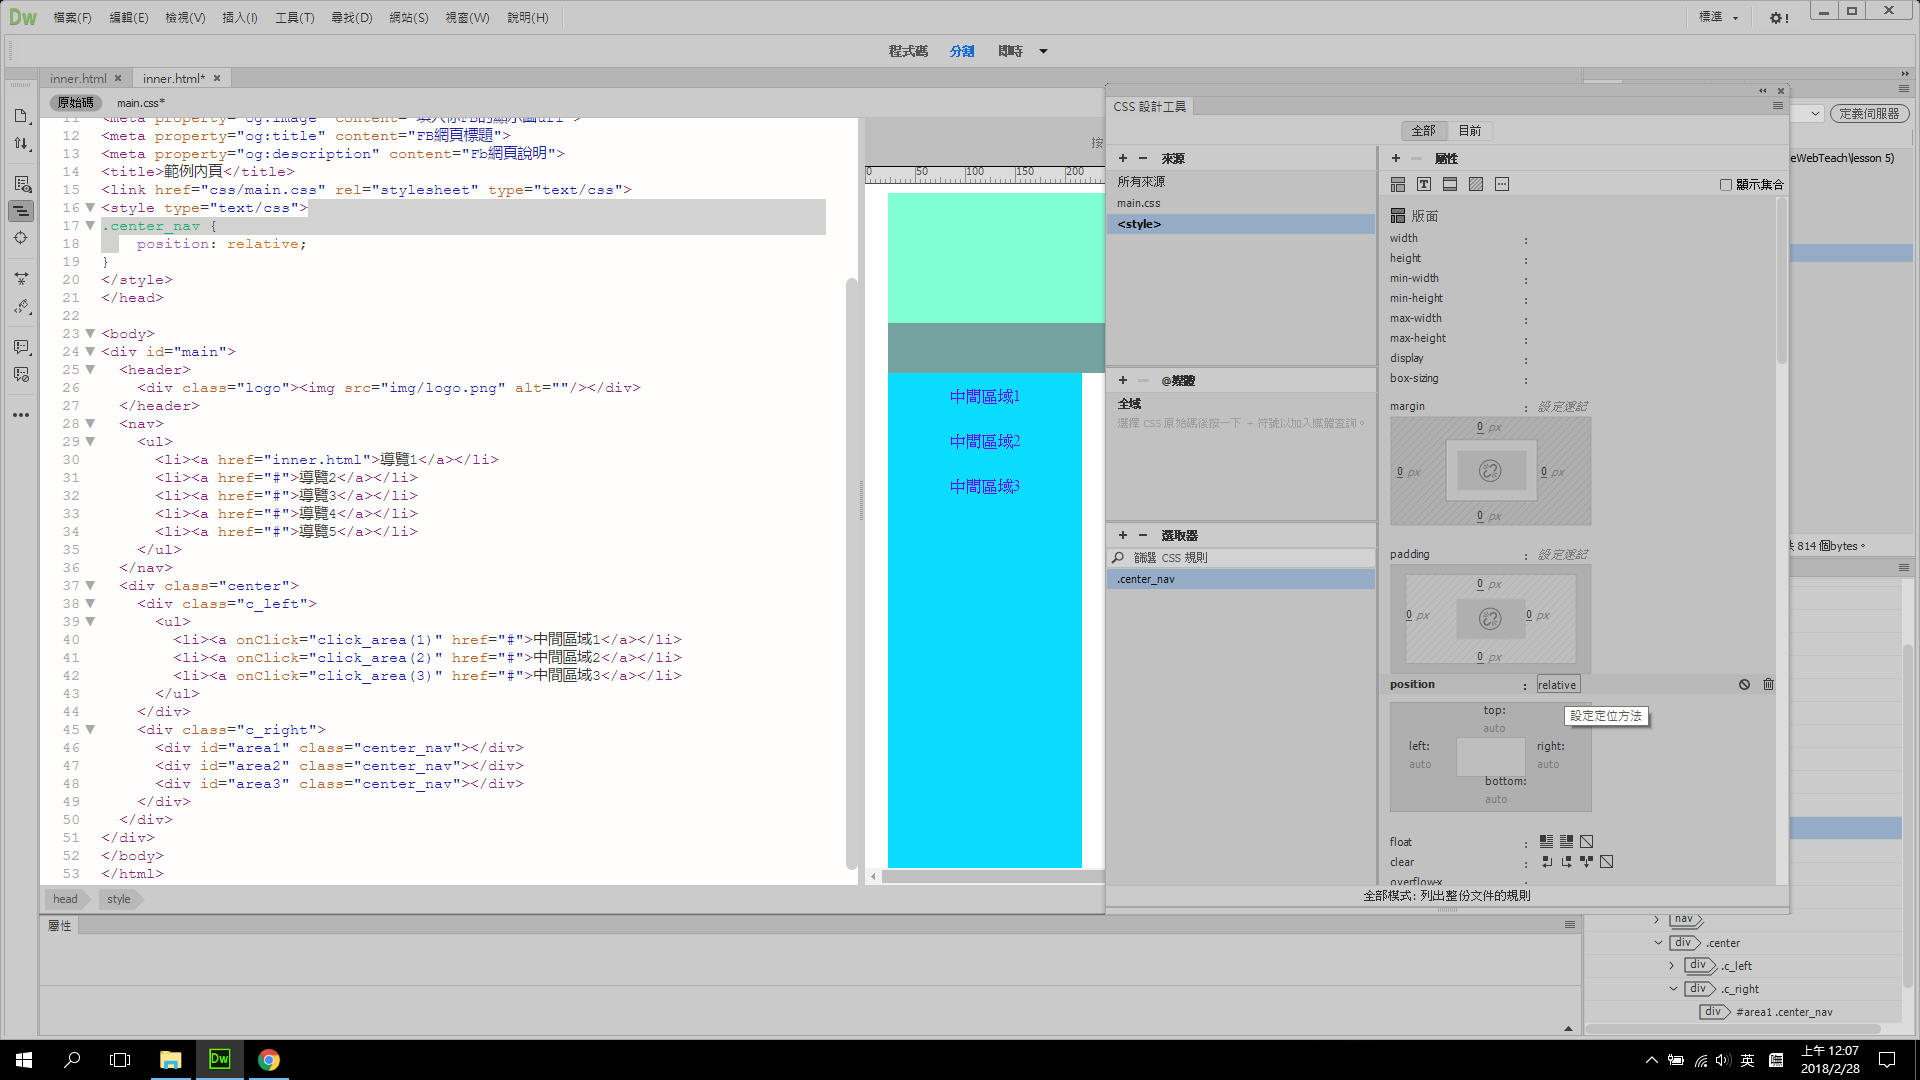 Dw 檔案(F) 編輯(E) 檢視(V) 插入(I) 工具(T) 尋找(D) 網站(S) 視窗(W) 說明(H) 標準
程式碼 分割 即時
inner.html inner.html*
原始碼 main.css*
12 <meta property="og:title" content="FB網頁標題">
13 <meta property="og:description" content="Fb網頁說明">
14 <title>範例內頁</title>
15 <link href="css/main.css" rel="stylesheet" type="text/css">
16 <style type="text/css">
17 .center_nav {
18 position: relative;
19 }
20 </style>
21 </head>
22
23 <body>
24 <div id="main">
25 <header>
26 <div class="logo"><img src="img/logo.png" alt=""/></div>
27 </header>
28 <nav>
29 <ul>
30 <li><a href="inner.html">導覽1</a></li>
31 <li><a href="#">導覽2</a></li>
32 <li><a href="#">導覽3</a></li>
33 <li><a href="#">導覽4</a></li>
34 <li><a href="#">導覽5</a></li>
35 </ul>
36 </nav>
37 <div class="center">
38 <div class="c_left">
39 <ul>
40 <li><a onClick="click_area(1)" href="#">中間區域1</a></li>
41 <li><a onClick="click_area(2)" href="#">中間區域2</a></li>
42 <li><a onClick="click_area(3)" href="#">中間區域3</a></li>
43 </ul>
44 </div>
45 <div class="c_right">
46 <div id="area1" class="center_nav"></div>
47 <div id="area2" class="center_nav"></div>
48 <div id="area3" class="center_nav"></div>
49 </div>
50 </div>
51 </div>
52 </body>
53 </html>
head style
屬性
按
0 50 100 150 200
中間區域1
中間區域2
中間區域3
CSS 設計工具
全部 目前
+ − 來源
所有來源
main.css
<style>
+ − @媒體
全域
選擇 CSS 原始碼後按一下 + 符號以加入媒體查詢。
+ − 選取器
篩選 CSS 規則
.center_nav
+ − 屬性
顯示集合
版面
width :
height :
min-width :
min-height :
max-width :
max-height :
display :
box-sizing :
margin : 設定速記
0 px
0 px 0 px
0 px
padding : 設定速記
0 px
0 px 0 px
0 px
position : relative
設定定位方法
top:
auto
left: right:
auto auto
bottom:
auto
float :
clear :
overflow-x
全部模式: 列出整份文件的規則
定義伺服器
eWebTeach\lesson 5)
814 個bytes。
nav
div .center
div .c_left
div .c_right
div #area1 .center_nav
Dw
英
上午 12:07
2018/2/28